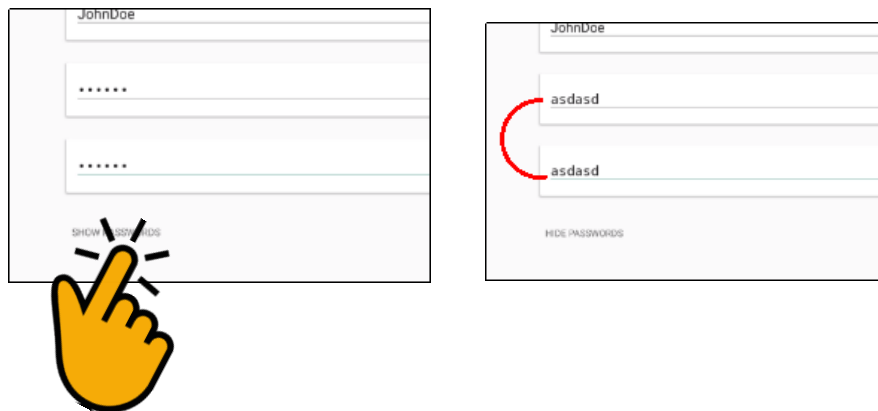 JohnDoe
••••••
••••••
SHOW PASSWORDS
JohnDoe
asdasd
asdasd
HIDE PASSWORDS